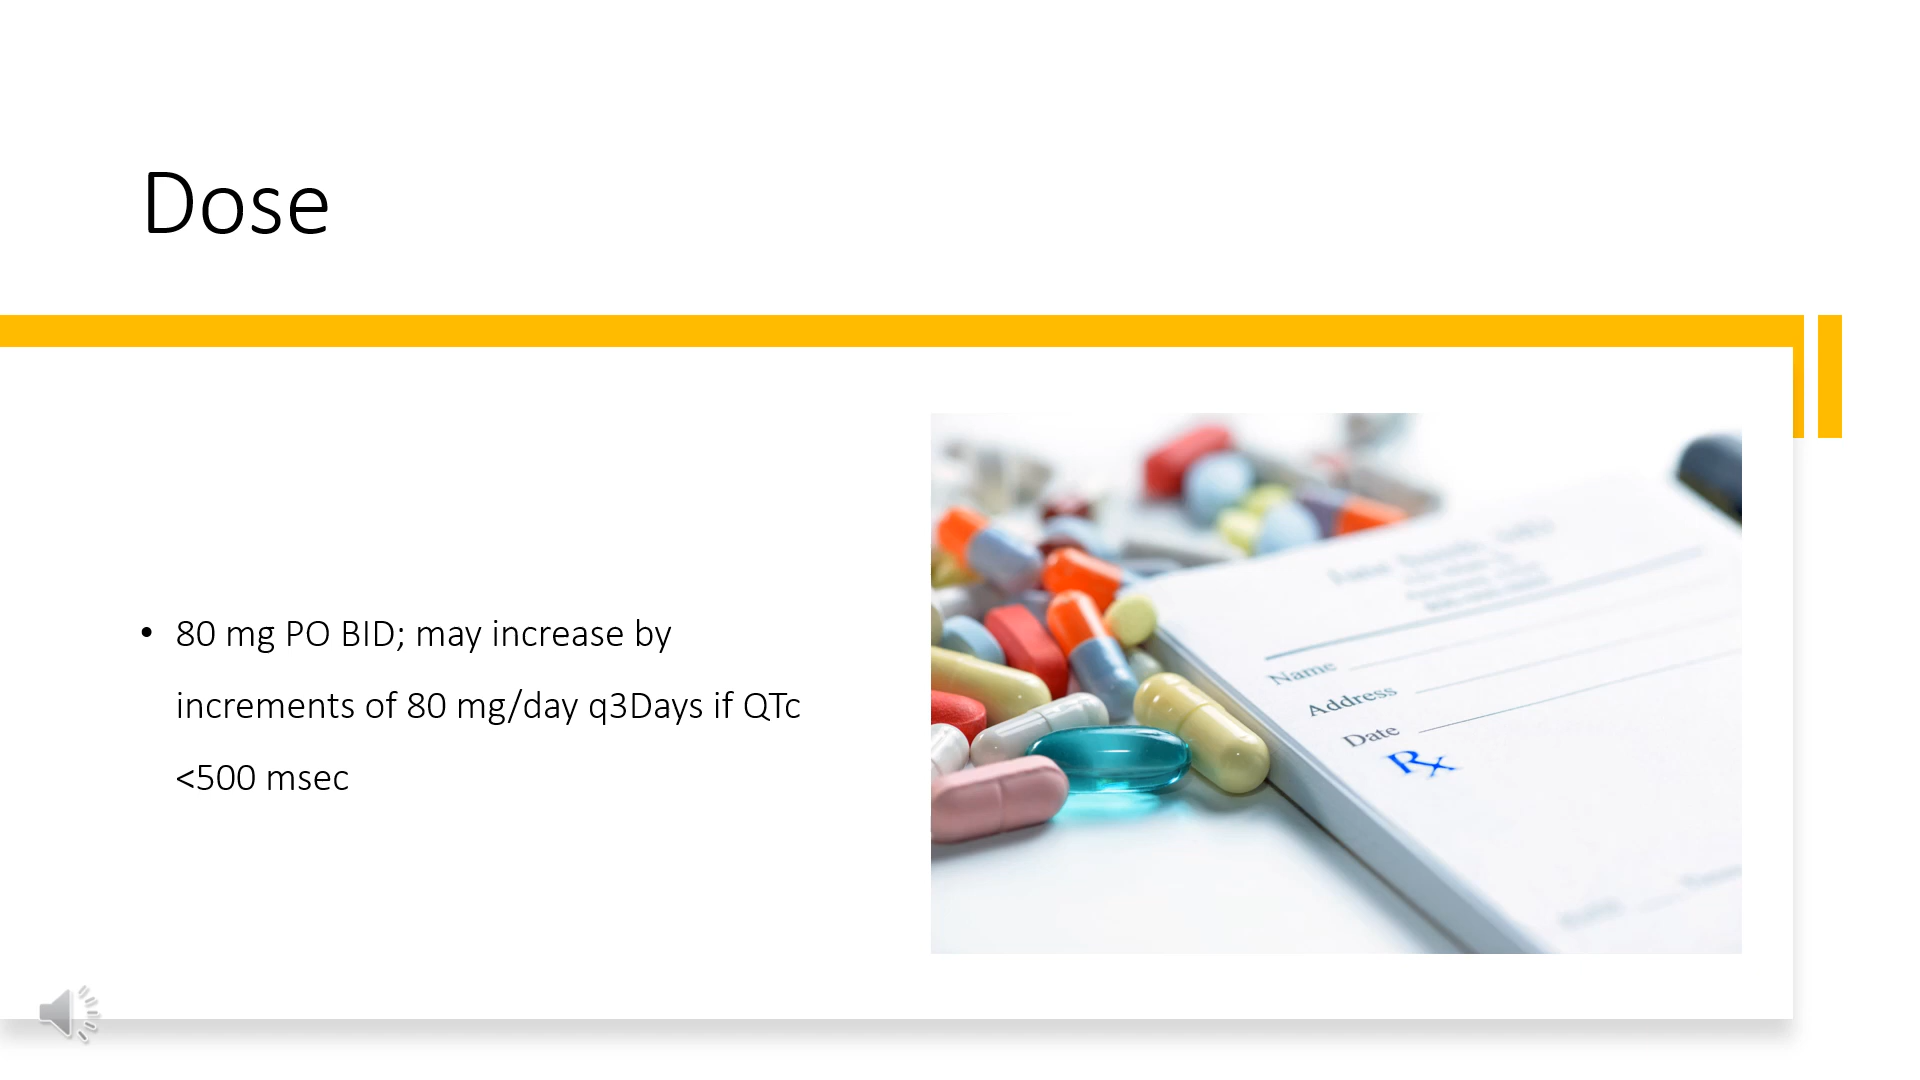 Dose
• 80 mg PO BID; may increase by
increments of 80 mg/day q3Days if QTc
<500 msec
Name
Address
Date
Rx